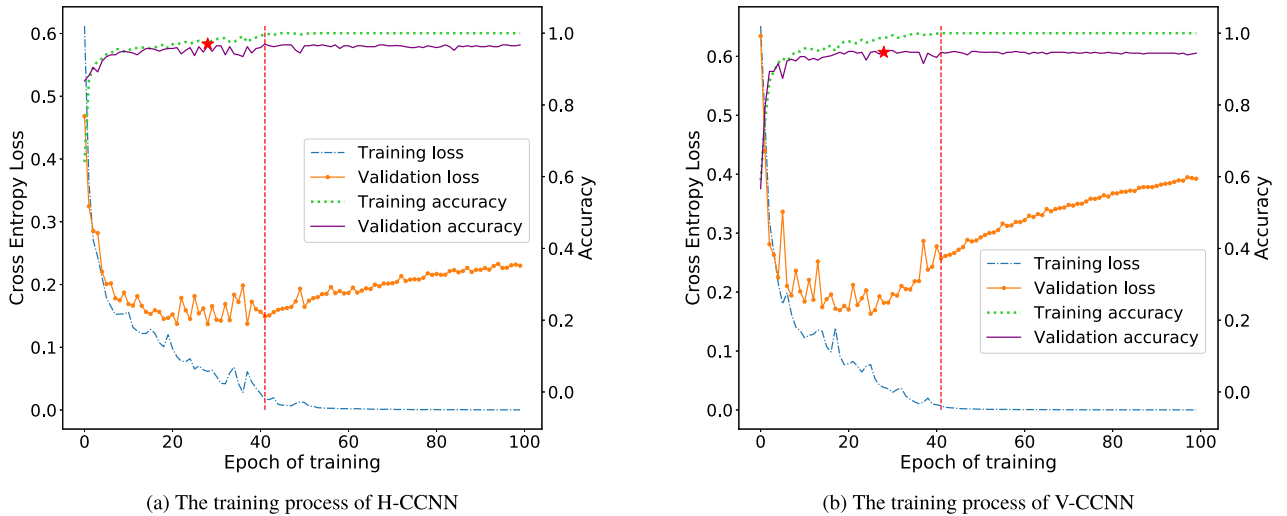 0.6
0.5
0.4
0.3
0.2
0.1
0.0
Cross Entropy Loss
1.0
0.8
0.6
0.4
0.2
0.0
Accuracy
Training loss
Validation loss
Training accuracy
Validation accuracy
0 20 40 60 80 100
Epoch of training
(a) The training process of H-CCNN
0.6
0.5
0.4
0.3
0.2
0.1
0.0
Cross Entropy Loss
1.0
0.8
0.6
0.4
0.2
0.0
Accuracy
Training loss
Validation loss
Training accuracy
Validation accuracy
0 20 40 60 80 100
Epoch of training
(b) The training process of V-CCNN